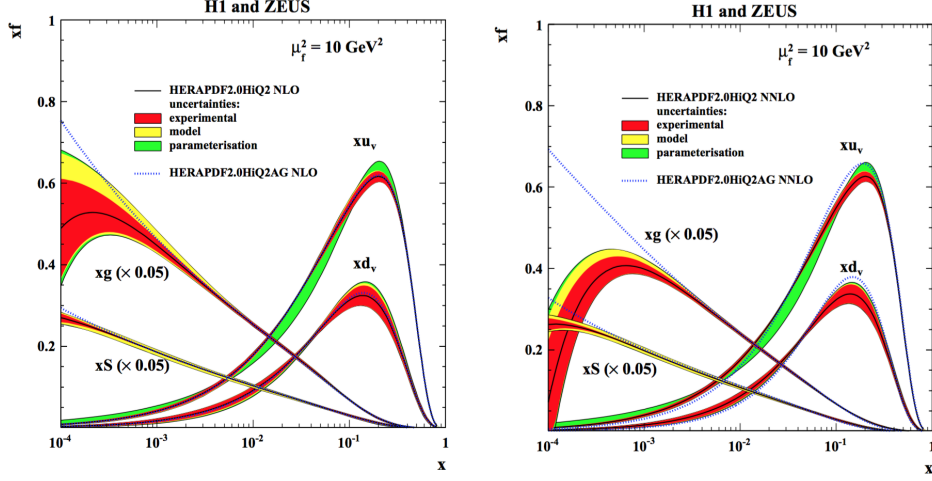 H1 and ZEUS
xf
μf² = 10 GeV²
HERAPDF2.0HiQ2 NLO
uncertainties:
experimental
model
parameterisation
HERAPDF2.0HiQ2AG NLO
xuv
xdv
xg (× 0.05)
xS (× 0.05)
1
0.8
0.6
0.4
0.2
10⁻⁴
10⁻³
10⁻²
10⁻¹
1
x
H1 and ZEUS
xf
μf² = 10 GeV²
HERAPDF2.0HiQ2 NNLO
uncertainties:
experimental
model
parameterisation
HERAPDF2.0HiQ2AG NNLO
xuv
xg (× 0.05)
xdv
xS (× 0.05)
1
0.8
0.6
0.4
0.2
10⁻⁴
10⁻³
10⁻²
10⁻¹
1
x